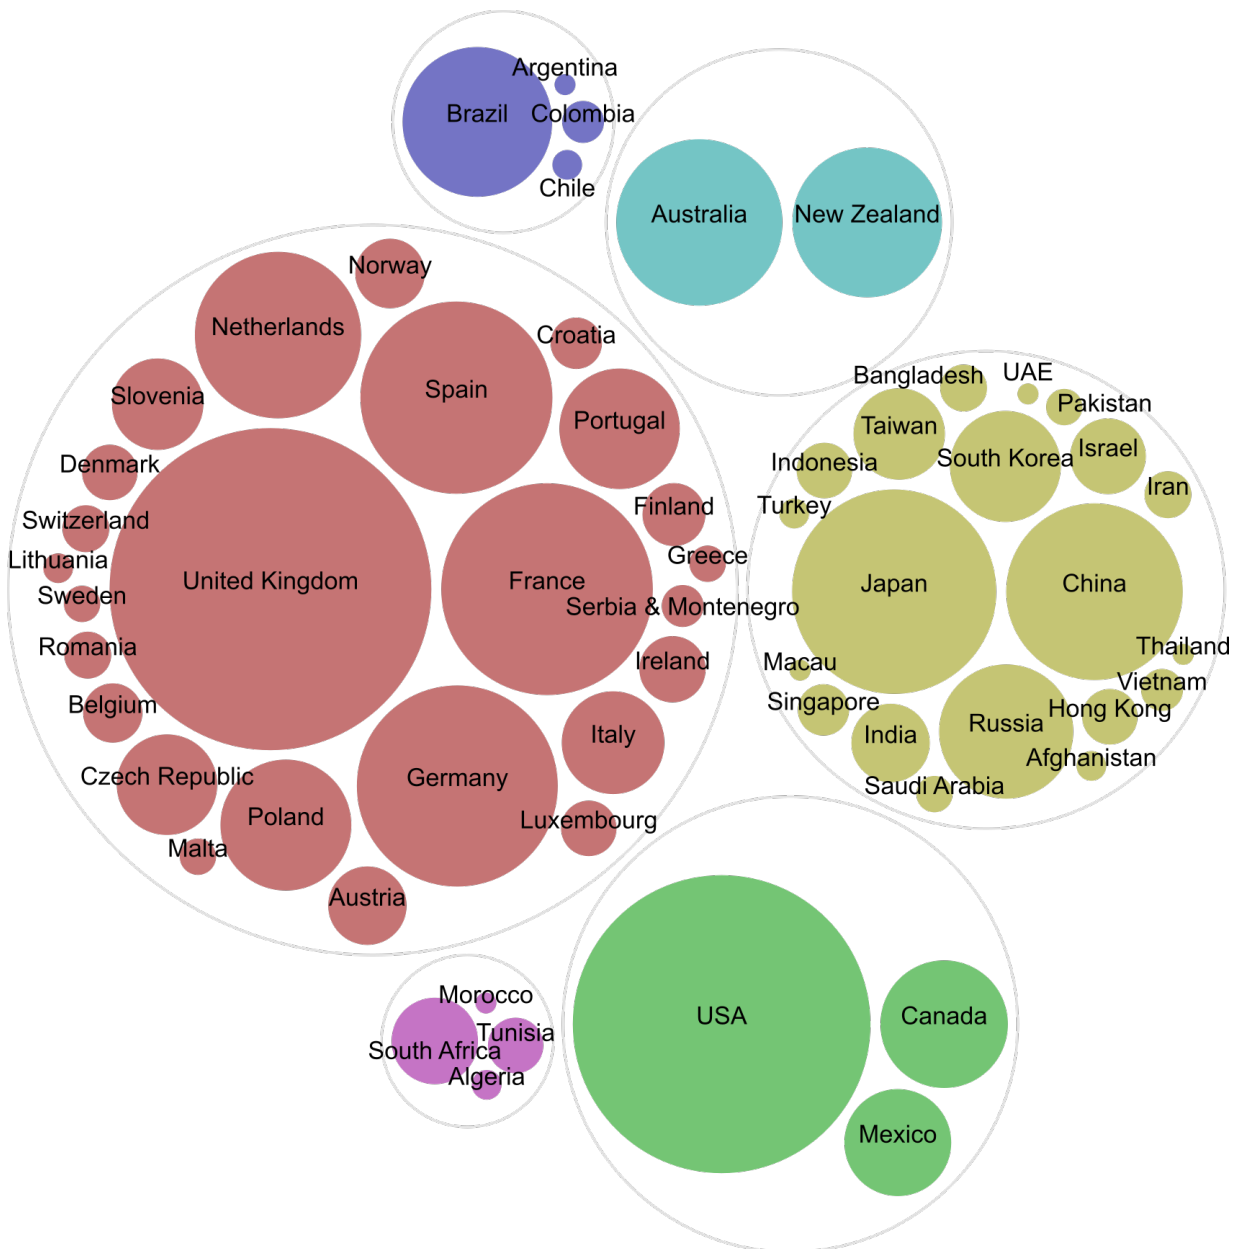 Argentina
Brazil
Colombia
Chile
Australia
New Zealand
Norway
Netherlands
Croatia
Spain
Slovenia
Portugal
Denmark
Finland
Switzerland
Greece
Lithuania
United Kingdom
France
Sweden
Serbia & Montenegro
Romania
Ireland
Belgium
Italy
Czech Republic
Germany
Poland
Luxembourg
Malta
Austria
UAE
Bangladesh
Pakistan
Taiwan
Israel
Indonesia
South Korea
Iran
Turkey
Japan
China
Thailand
Macau
Vietnam
Singapore
Hong Kong
India
Russia
Afghanistan
Saudi Arabia
Morocco
Tunisia
South Africa
Algeria
USA
Canada
Mexico